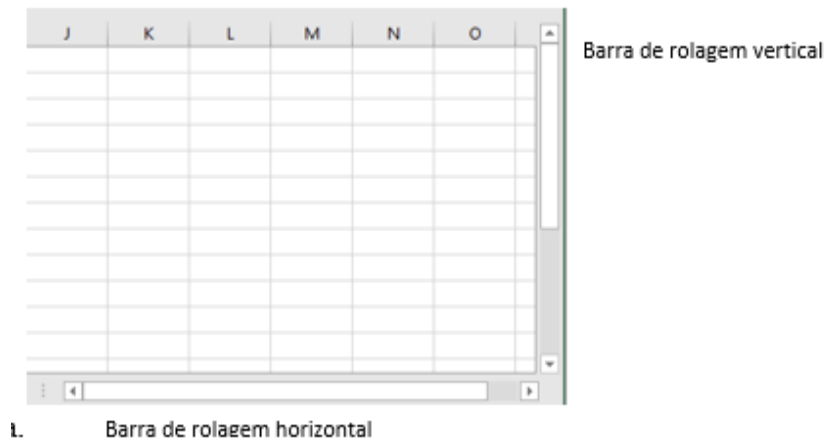 J K L M N O
Barra de rolagem vertical
a. Barra de rolagem horizontal